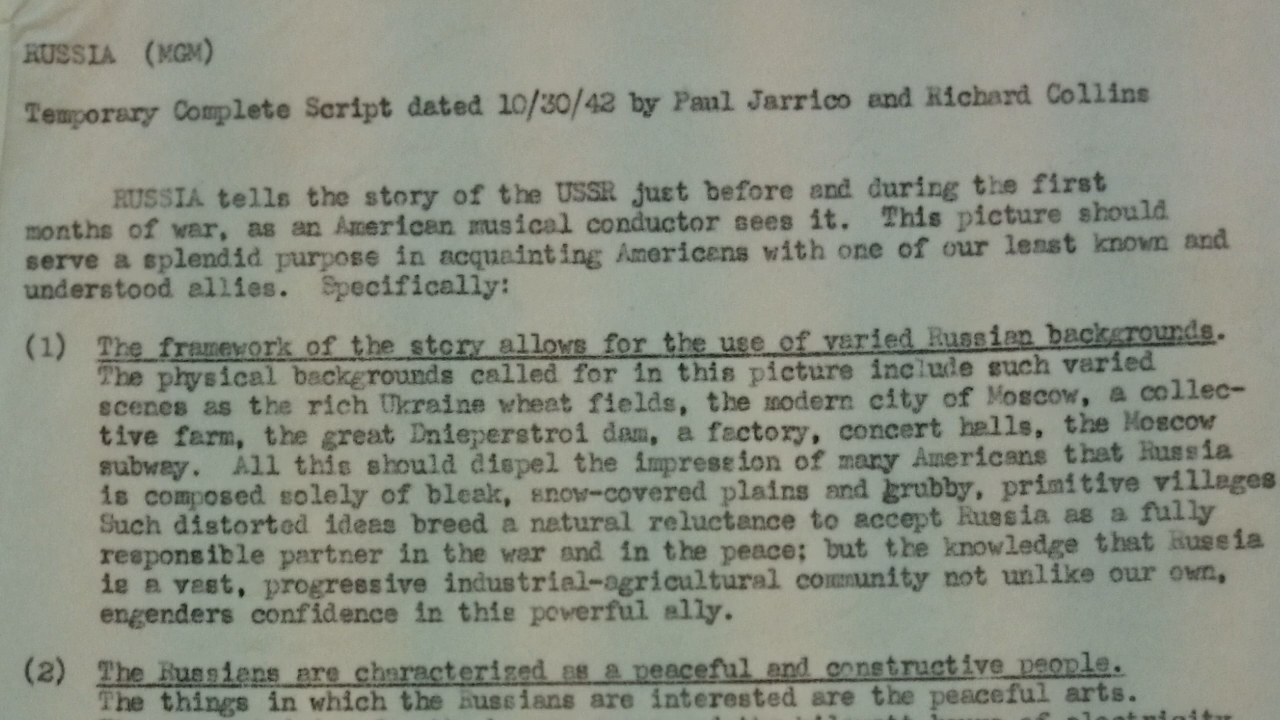 RUSSIA (MGM)
Temporary Complete Script dated 10/30/42 by Paul Jarrico and Richard Collins
RUSSIA tells the story of the USSR just before and during the first
months of war, as an American musical conductor sees it. This picture should
serve a splendid purpose in acquainting Americans with one of our least known and
understood allies. Specifically:
(1) The framework of the story allows for the use of varied Russian backgrounds.
The physical backgrounds called for in this picture include such varied
scenes as the rich Ukraine wheat fields, the modern city of Moscow, a collec-
tive farm, the great Dnieperstroi dam, a factory, concert halls, the Moscow
subway. All this should dispel the impression of many Americans that Russia
is composed solely of bleak, snow-covered plains and grubby, primitive villages
Such distorted ideas breed a natural reluctance to accept Russia as a fully
responsible partner in the war and in the peace; but the knowledge that Russia
is a vast, progressive industrial-agricultural community not unlike our own,
engenders confidence in this powerful ally.
(2) The Russians are characterized as a peaceful and constructive people.
The things in which the Russians are interested are the peaceful arts.
hours of electricity